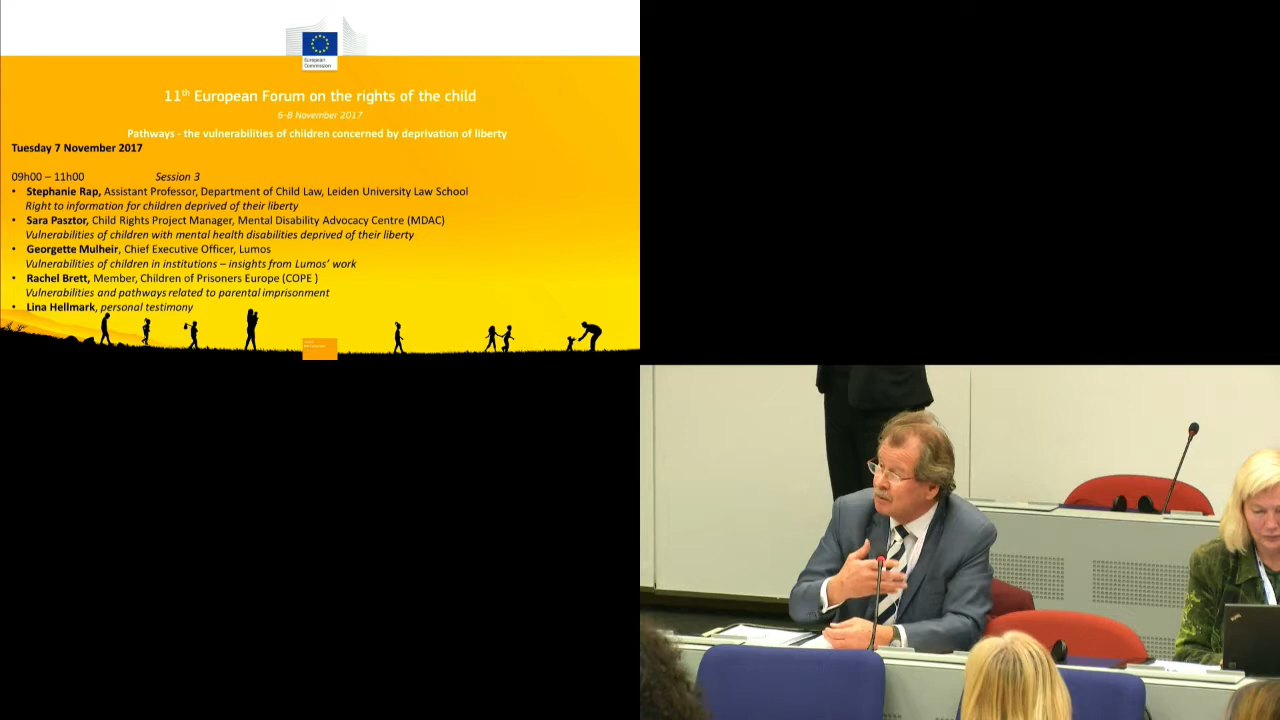 European
Commission
11th European Forum on the rights of the child
6-8 November 2017
Pathways - the vulnerabilities of children concerned by deprivation of liberty
Tuesday 7 November 2017
09h00 – 11h00 Session 3
• Stephanie Rap, Assistant Professor, Department of Child Law, Leiden University Law School
Right to information for children deprived of their liberty
• Sara Pasztor, Child Rights Project Manager, Mental Disability Advocacy Centre (MDAC)
Vulnerabilities of children with mental health disabilities deprived of their liberty
• Georgette Mulheir, Chief Executive Officer, Lumos
Vulnerabilities of children in institutions – insights from Lumos' work
• Rachel Brett, Member, Children of Prisoners Europe (COPE )
Vulnerabilities and pathways related to parental imprisonment
• Lina Hellmark, personal testimony